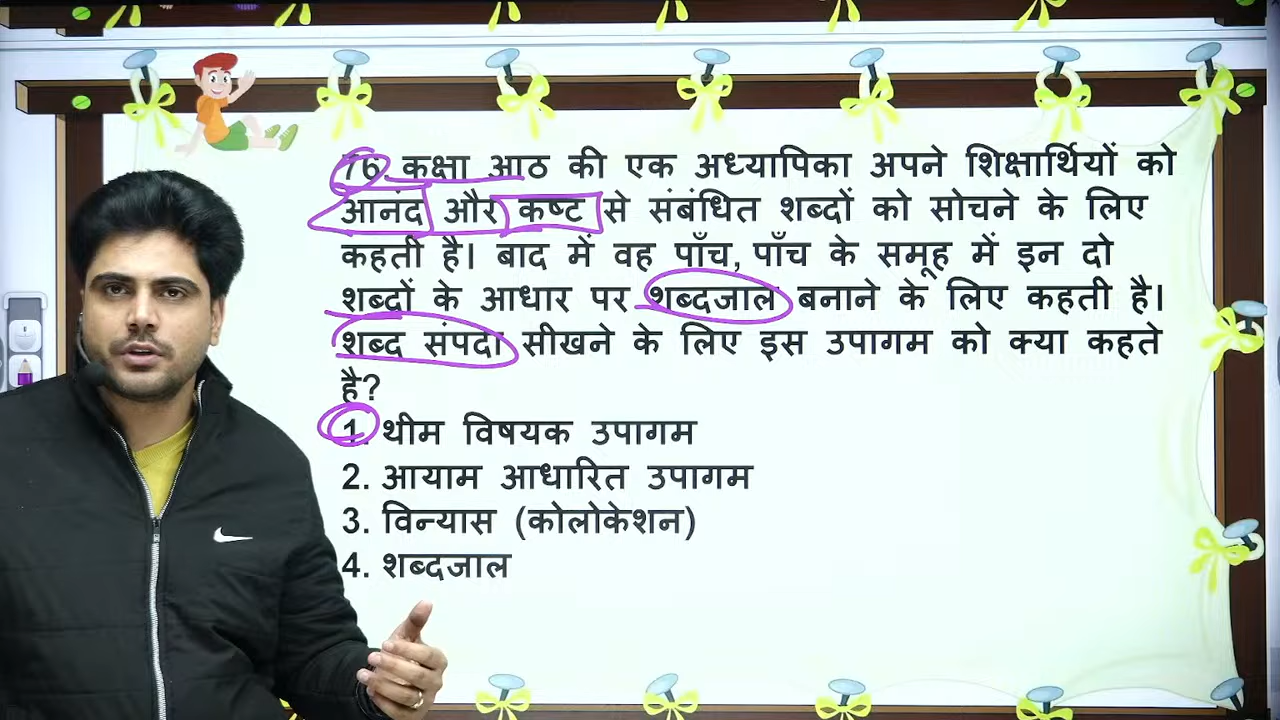 76 कक्षा आठ की एक अध्यापिका अपने शिक्षार्थियों को
आनंद और कष्ट से संबंधित शब्दों को सोचने के लिए
कहती है। बाद में वह पाँच, पाँच के समूह में इन दो
शब्दों के आधार पर शब्दजाल बनाने के लिए कहती है।
शब्द संपदा सीखने के लिए इस उपागम को क्या कहते
है?
1. थीम विषयक उपागम
2. आयाम आधारित उपागम
3. विन्यास (कोलोकेशन)
4. शब्दजाल